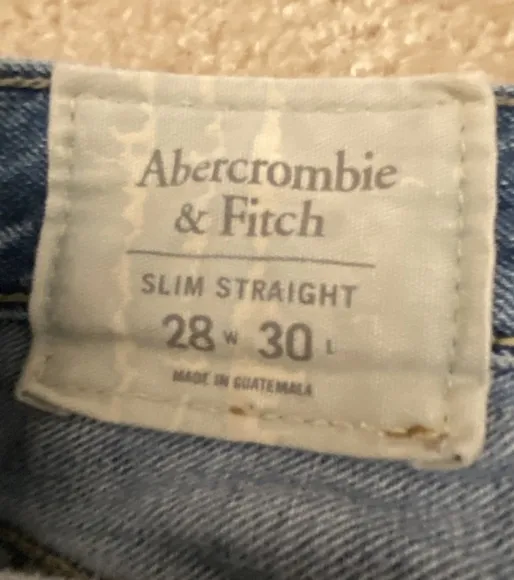 Abercrombie
& Fitch
SLIM STRAIGHT
28 W 30 L
MADE IN GUATEMALA